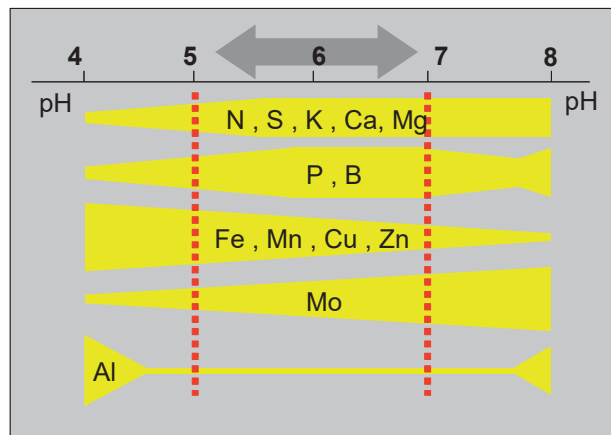 4 5 6 7 8
pH pH
N , S , K , Ca, Mg
P , B
Fe , Mn , Cu , Zn
Mo
Al